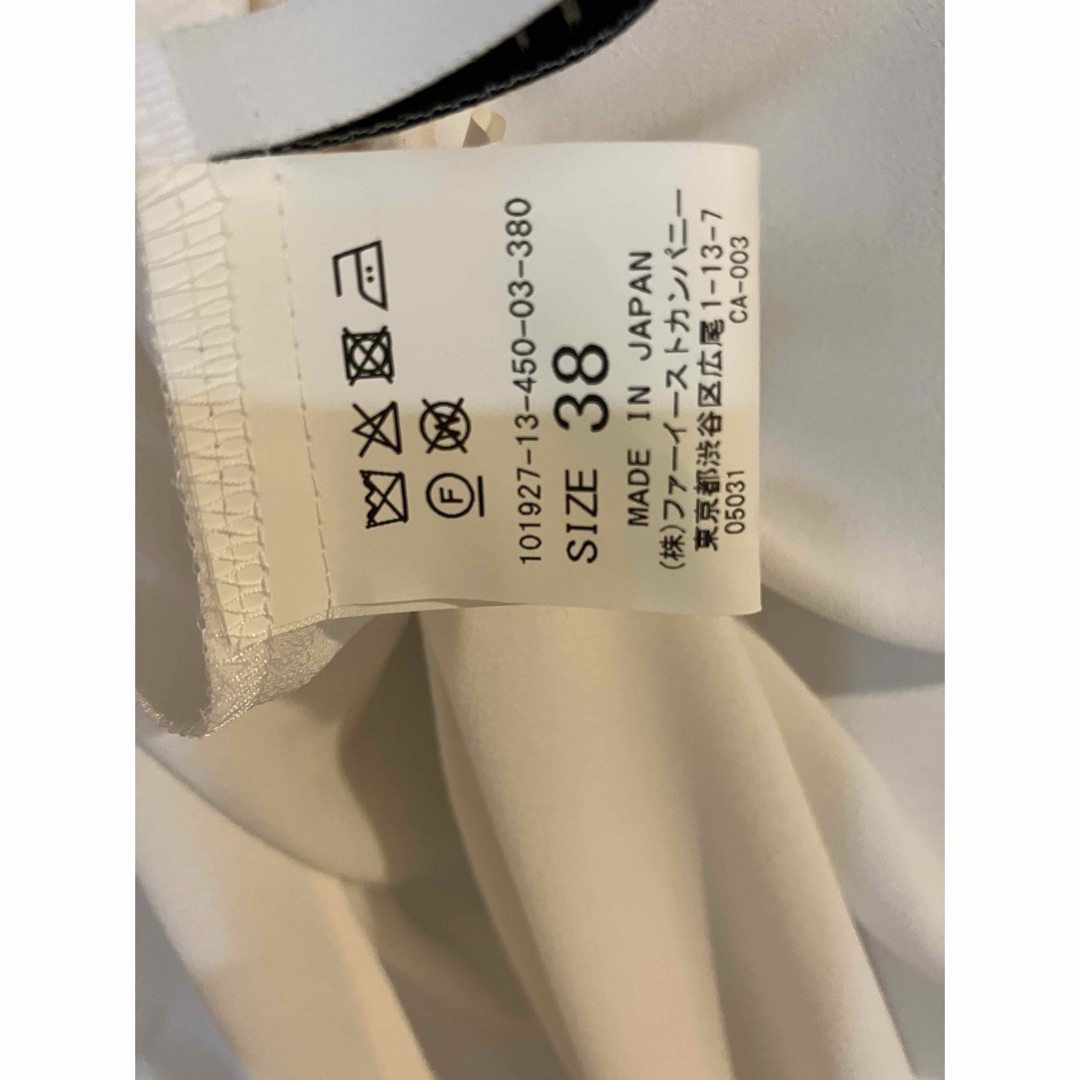 F
W
101927-13-450-03-380
SIZE 38
MADE IN JAPAN
(株)ファーイーストカンパニー
東京都渋谷区広尾1-13-7
05031 CA-003